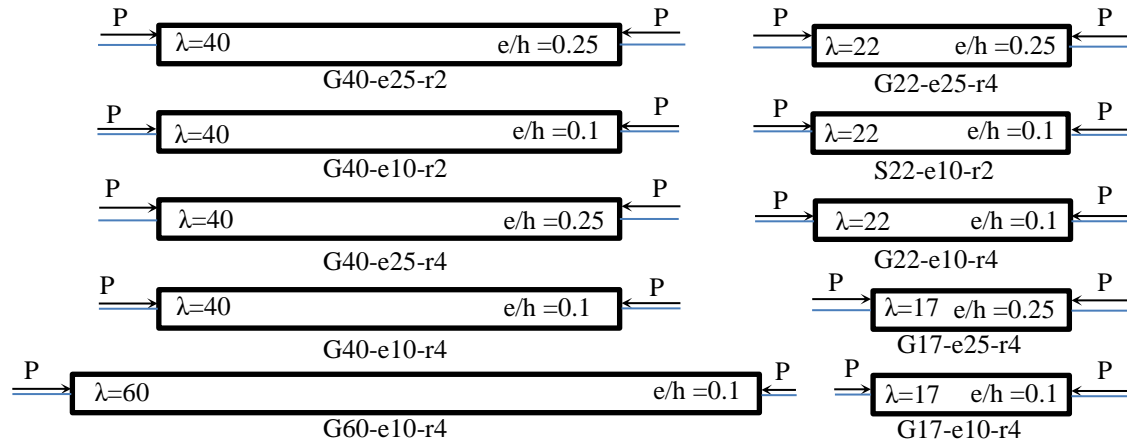 P P
λ=40 e/h =0.25
G40-e25-r2
P P
λ=40 e/h=0.1
G40-e10-r2
P P
λ=40 e/h=0.25
G40-e25-r4
P P
λ=40 e/h =0.1
G40-e10-r4
P P
λ=60 e/h=0.1
G60-e10-r4
P P
λ=22 e/h =0.25
G22-e25-r4
P P
λ=22 e/h =0.1
S22-e10-r2
P P
λ=22 e/h=0.1
G22-e10-r4
P P
λ=17 e/h=0.25
G17-e25-r4
P P
λ=17 e/h=0.1
G17-e10-r4